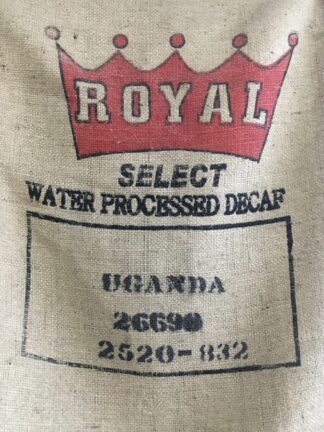 ROYAL
SELECT
WATER PROCESSED DECAF
UGANDA
26690
2520-832